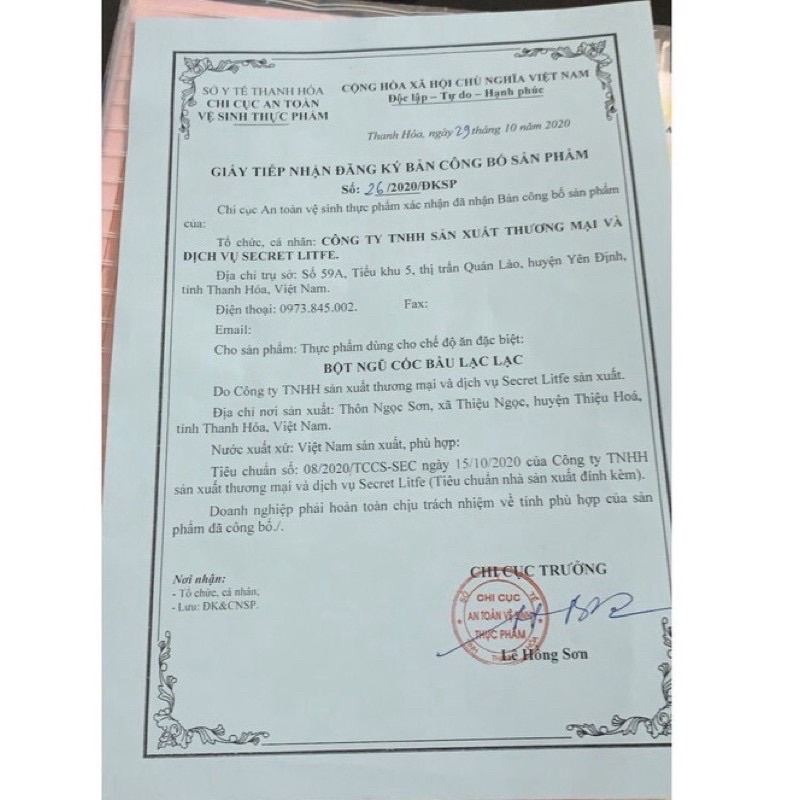 SỞ Y TẾ THANH HÓA
CHI CỤC AN TOÀN
VỆ SINH THỰC PHẨM
CỘNG HÒA XÃ HỘI CHỦ NGHĨA VIỆT NAM
Độc lập – Tự do – Hạnh phúc
Thanh Hóa, ngày 29 tháng 10 năm 2020
GIẤY TIẾP NHẬN ĐĂNG KÝ BẢN CÔNG BỐ SẢN PHẨM
Số: 26/2020/ĐKSP
Chi cục An toàn vệ sinh thực phẩm xác nhận đã nhận Bản công bố sản phẩm
của:
Tổ chức, cá nhân: CÔNG TY TNHH SẢN XUẤT THƯƠNG MẠI VÀ
DỊCH VỤ SECRET LITFE.
Địa chỉ trụ sở: Số 59A, Tiểu khu 5, thị trấn Quán Lào, huyện Yên Định,
tỉnh Thanh Hóa, Việt Nam.
Điện thoại: 0973.845.002. Fax:
Email:
Cho sản phẩm: Thực phẩm dùng cho chế độ ăn đặc biệt:
BỘT NGŨ CỐC BẦU LẠC LẠC
Do Công ty TNHH sản xuất thương mại và dịch vụ Secret Litfe sản xuất.
Địa chỉ nơi sản xuất: Thôn Ngọc Sơn, xã Thiệu Ngọc, huyện Thiệu Hoá,
tỉnh Thanh Hóa, Việt Nam.
Nước xuất xứ: Việt Nam sản xuất, phù hợp:
Tiêu chuẩn số: 08/2020/TCCS-SEC ngày 15/10/2020 của Công ty TNHH
sản xuất thương mại và dịch vụ Secret Litfe (Tiêu chuẩn nhà sản xuất đính kèm).
Doanh nghiệp phải hoàn toàn chịu trách nhiệm về tính phù hợp của sản
phẩm đã công bố./.
Nơi nhận:
- Tổ chức, cá nhân;
- Lưu: ĐK&CNSP.
CHI CỤC TRƯỞNG
CHI CỤC
AN TOÀN VỆ SINH
THỰC PHẨM
Lê Hồng Sơn